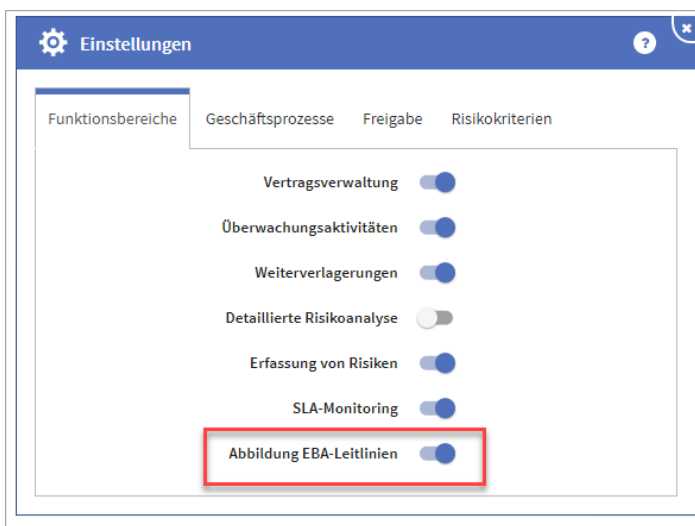 Einstellungen
?
Funktionsbereiche Geschäftsprozesse Freigabe Risikokriterien
Vertragsverwaltung
Überwachungsaktivitäten
Weiterverlagerungen
Detaillierte Risikoanalyse
Erfassung von Risiken
SLA-Monitoring
Abbildung EBA-Leitlinien